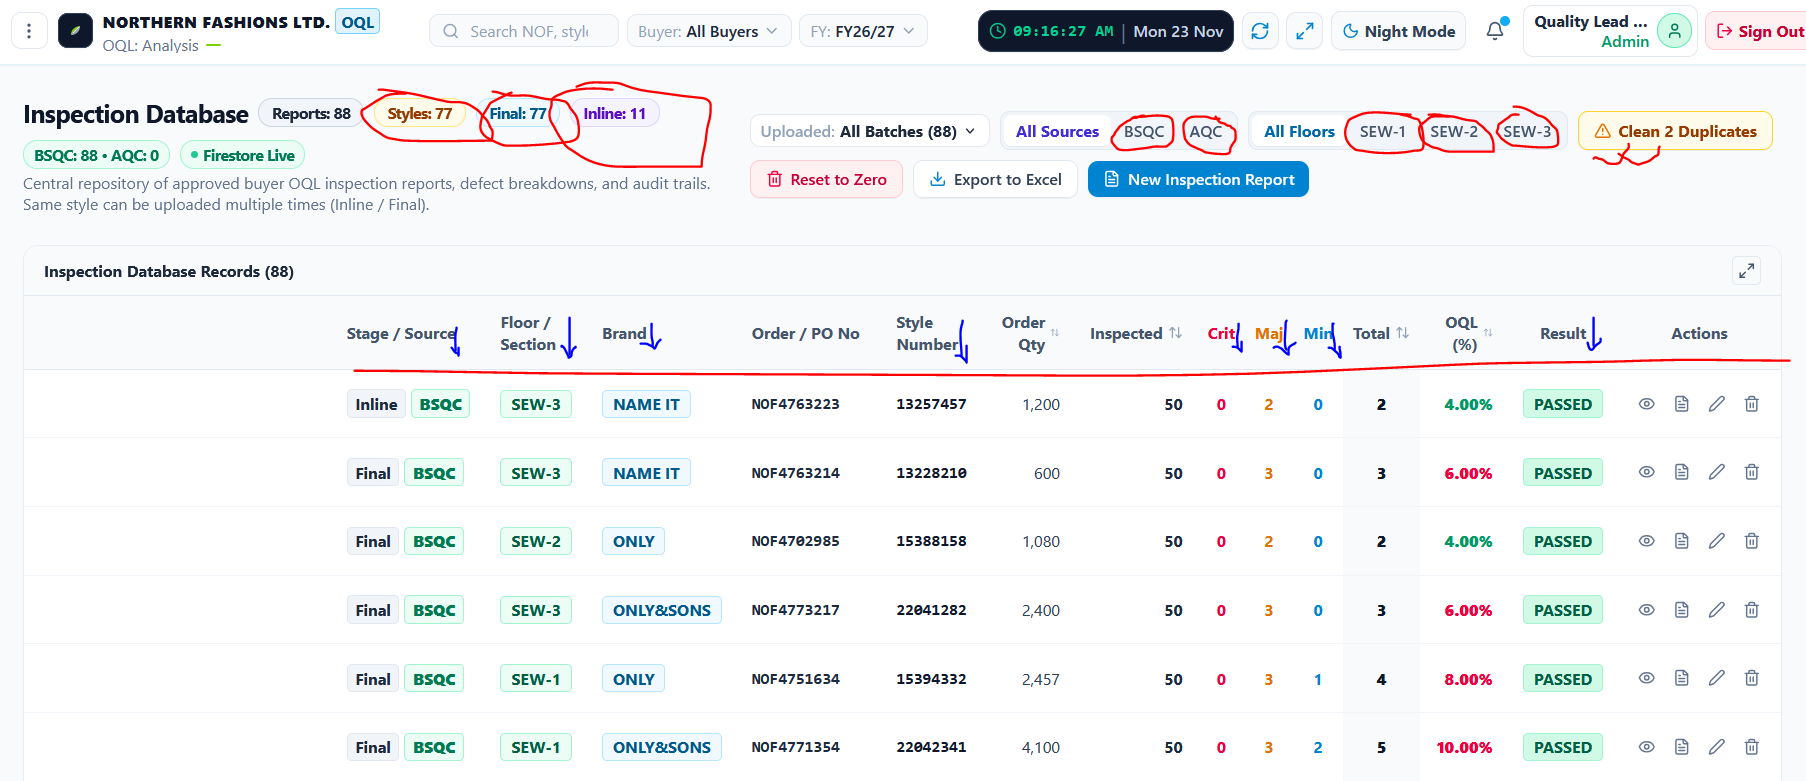 NORTHERN FASHIONS LTD. OQL
OQL: Analysis
Search NOF, style
Buyer: All Buyers
FY: FY26/27
09:16:27 AM | Mon 23 Nov
Night Mode
Quality Lead ...
Admin
Sign Out
Inspection Database Reports: 88 Styles: 77 Final: 77 Inline: 11
BSQC: 88 • AQC: 0 Firestore Live
Central repository of approved buyer OQL inspection reports, defect breakdowns, and audit trails.
Same style can be uploaded multiple times (Inline / Final).
Uploaded: All Batches (88) All Sources BSQC AQC All Floors SEW-1 SEW-2 SEW-3 Clean 2 Duplicates
Reset to Zero Export to Excel New Inspection Report
Inspection Database Records (88)
Stage / Source Floor / Section Brand Order / PO No Style Number Order Qty Inspected Crit Maj Min Total OQL (%) Result Actions
Inline BSQC SEW-3 NAME IT NOF4763223 13257457 1,200 50 0 2 0 2 4.00% PASSED
Final BSQC SEW-3 NAME IT NOF4763214 13228210 600 50 0 3 0 3 6.00% PASSED
Final BSQC SEW-2 ONLY NOF4702985 15388158 1,080 50 0 2 0 2 4.00% PASSED
Final BSQC SEW-3 ONLY&SONS NOF4773217 22041282 2,400 50 0 3 0 3 6.00% PASSED
Final BSQC SEW-1 ONLY NOF4751634 15394332 2,457 50 0 3 1 4 8.00% PASSED
Final BSQC SEW-1 ONLY&SONS NOF4771354 22042341 4,100 50 0 3 2 5 10.00% PASSED